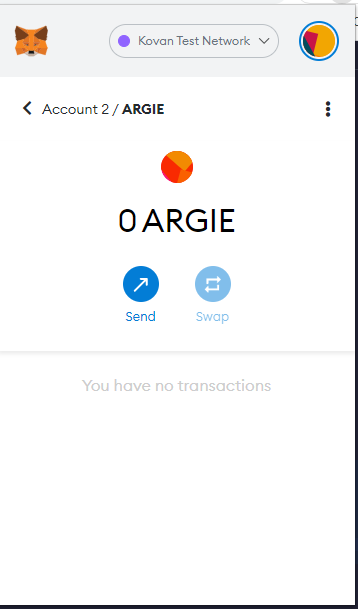 Kovan Test Network
Account 2 / ARGIE
0 ARGIE
Send
Swap
You have no transactions